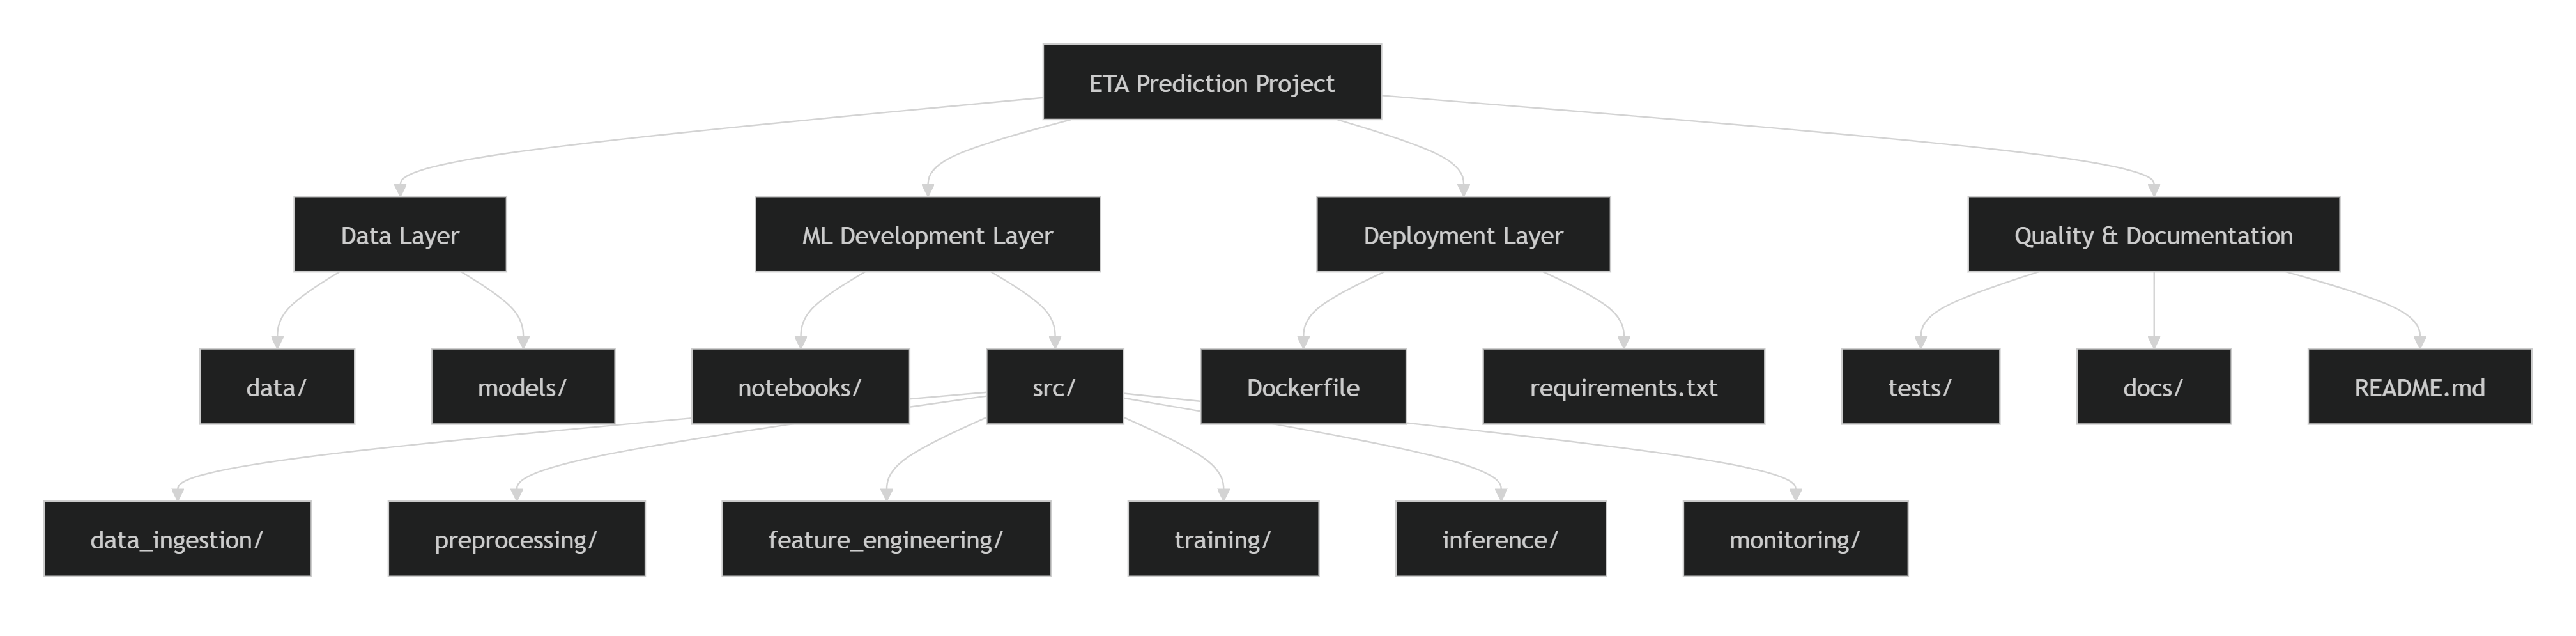 ETA Prediction Project
Data Layer
ML Development Layer
Deployment Layer
Quality & Documentation
data/
models/
notebooks/
src/
Dockerfile
requirements.txt
tests/
docs/
README.md
data_ingestion/
preprocessing/
feature_engineering/
training/
inference/
monitoring/